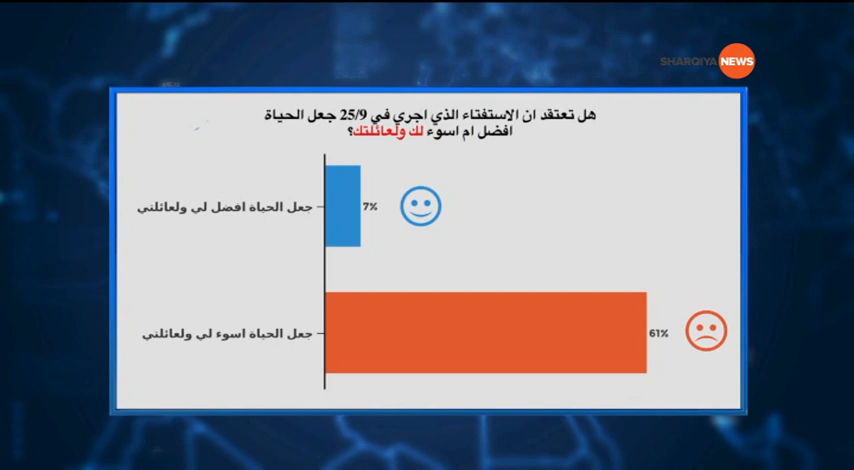 SHARQIYA NEWS
هل تعتقد ان الاستفتاء الذي اجري في 25/9 جعل الحياة
افضل ام اسوء لك ولعائلتك؟
جعل الحياة افضل لي ولعائلتي
7%
جعل الحياة اسوء لي ولعائلتي
61%